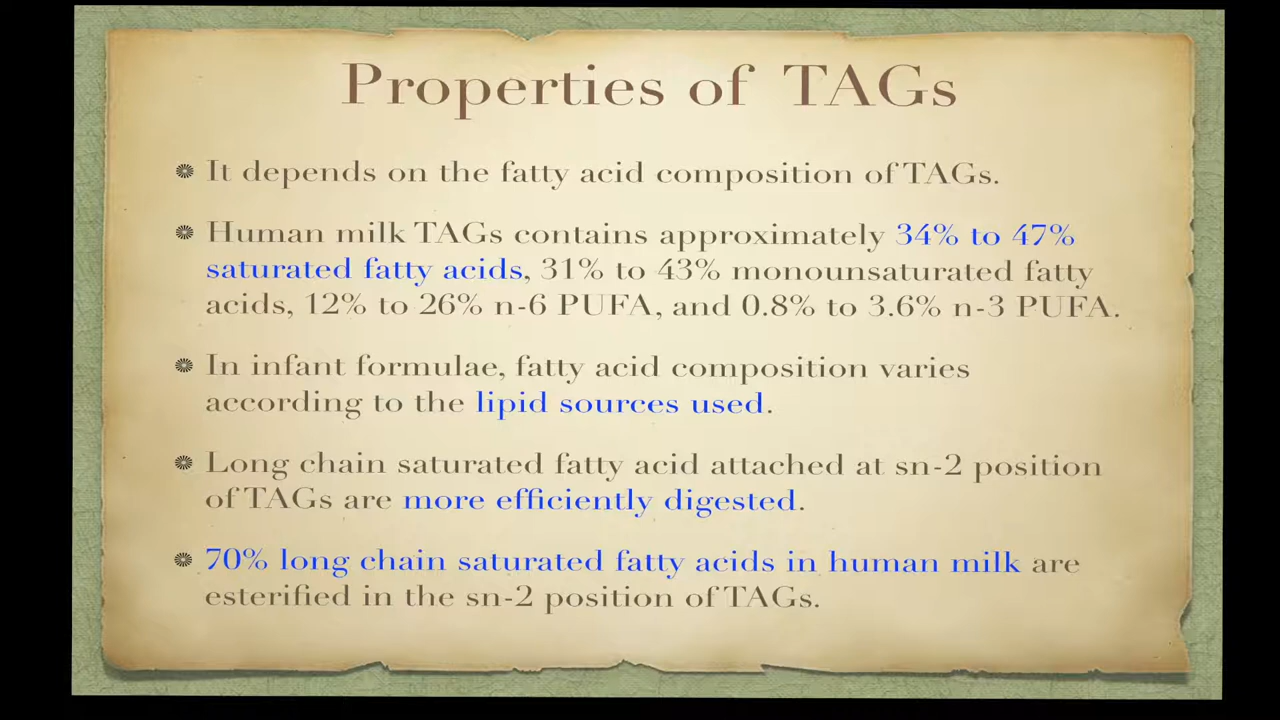 Properties of TAGs
It depends on the fatty acid composition of TAGs.
Human milk TAGs contains approximately 34% to 47%
saturated fatty acids, 31% to 43% monounsaturated fatty
acids, 12% to 26% n-6 PUFA, and 0.8% to 3.6% n-3 PUFA.
In infant formulae, fatty acid composition varies
according to the lipid sources used.
Long chain saturated fatty acid attached at sn-2 position
of TAGs are more efficiently digested.
70% long chain saturated fatty acids in human milk are
esterified in the sn-2 position of TAGs.